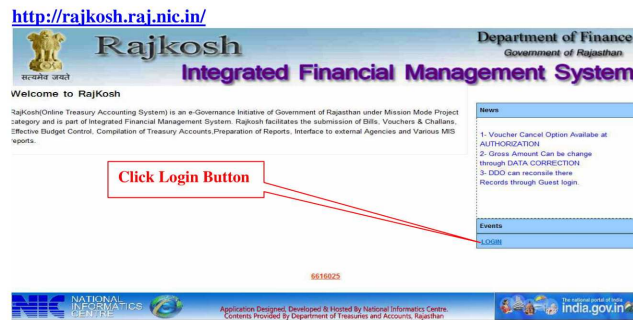 http://rajkosh.raj.nic.in/
Rajkosh
Department of Finance
Government of Rajasthan
सत्यमेव जयते
Integrated Financial Management System
Welcome to RajKosh
RajKosh(Online Treasury Accounting System) is an e-Governance Initiative of Government of Rajasthan under Mission Mode Project
category and is part of Integrated Financial Management System. Rajkosh facilitates the submission of Bills, Vouchers & Challans,
Effective Budget Control, Compilation of Treasury Accounts,Preparation of Reports, Interface to external Agencies and Various MIS
reports.
News
1- Voucher Cancel Option Availabe at
AUTHORIZATION
2- Gross Amount Can be change
through DATA CORRECTION
3- DDO can reconsile there
Records through Guest login.
Click Login Button
Events
LOGIN
6616025
NIC
NATIONAL
INFORMATICS
CENTRE
Application Designed, Developed & Hosted By National Informatics Centre.
Contents Provided By Department of Treasuries and Accounts, Rajasthan
The national portal of India
india.gov.in